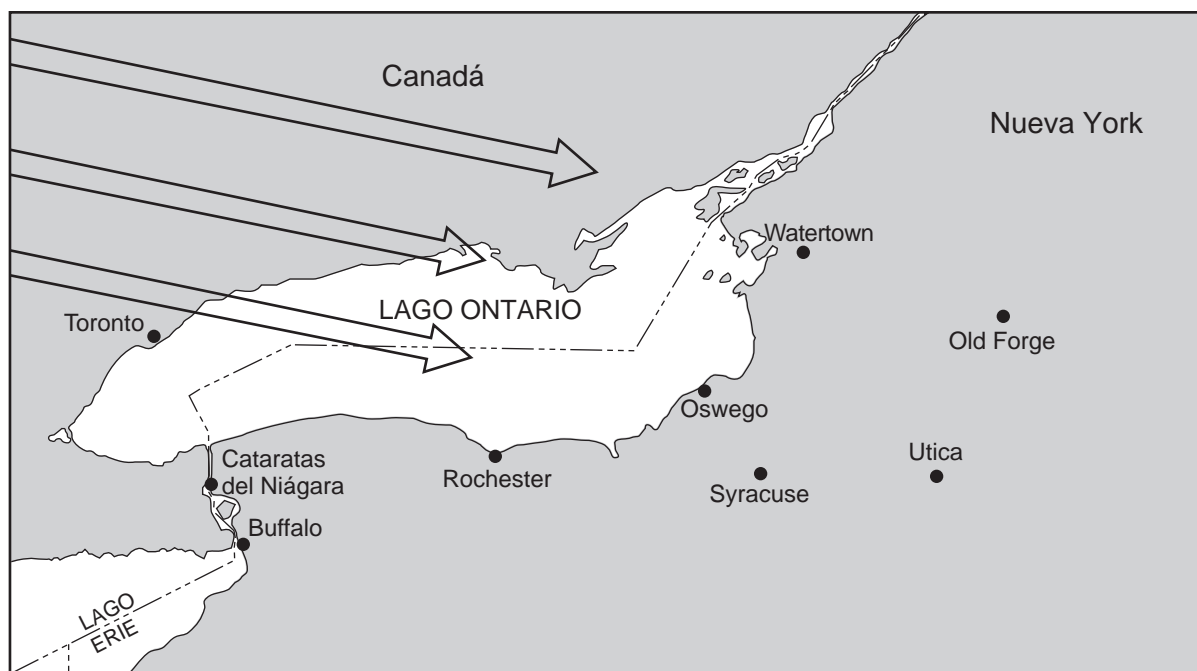 Canadá
Nueva York
Watertown
LAGO ONTARIO
Toronto
Old Forge
Oswego
Cataratas
del Niágara
Rochester
Syracuse
Utica
Buffalo
LAGO
ERIE